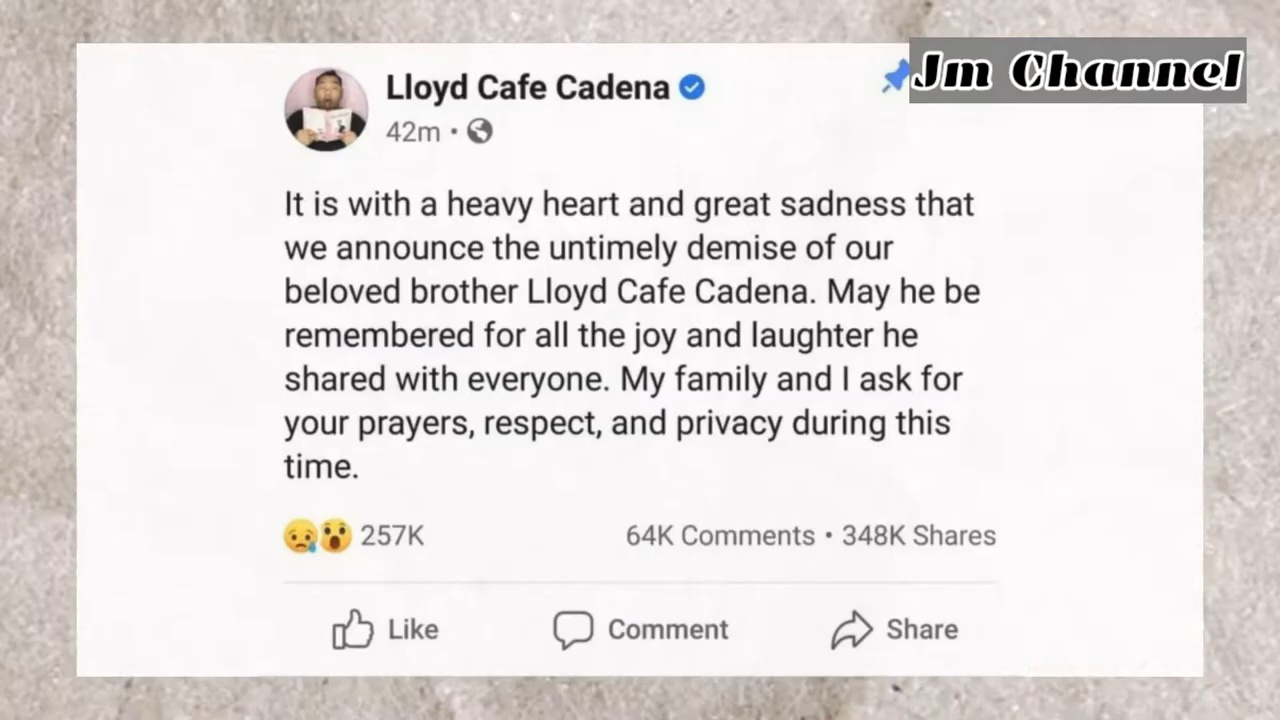 Jm Channel
Lloyd Cafe Cadena
42m •
It is with a heavy heart and great sadness that
we announce the untimely demise of our
beloved brother Lloyd Cafe Cadena. May he be
remembered for all the joy and laughter he
shared with everyone. My family and I ask for
your prayers, respect, and privacy during this
time.
257K
64K Comments • 348K Shares
Like
Comment
Share